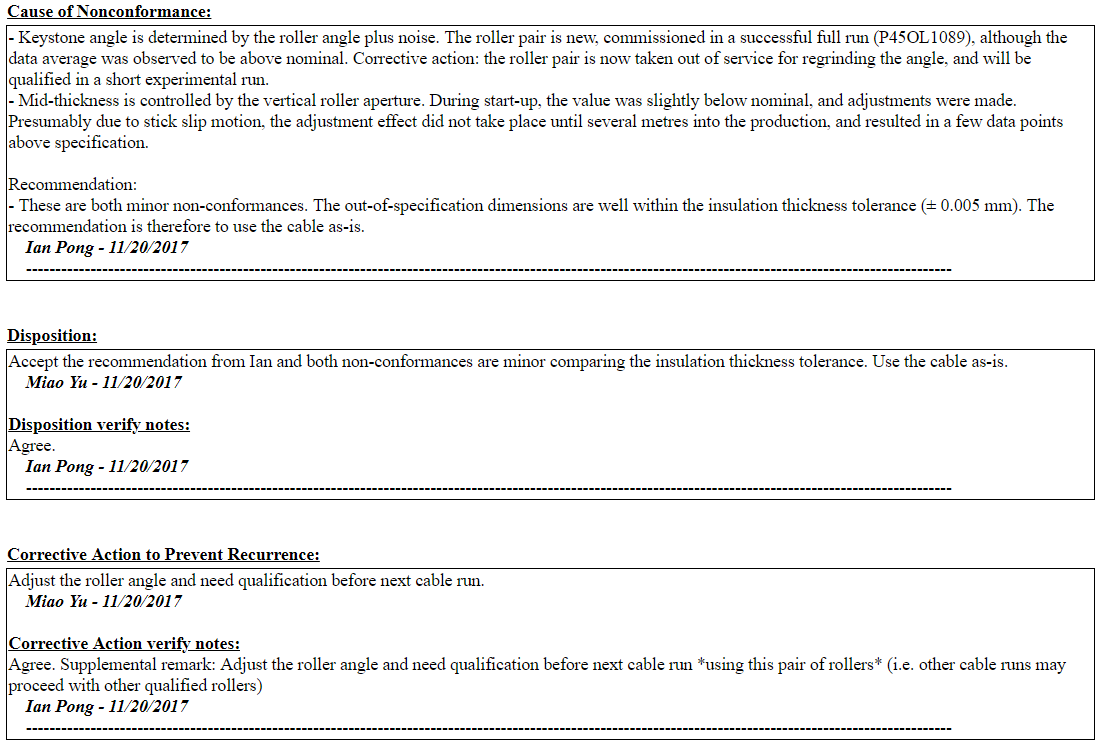 Cause of Nonconformance:
- Keystone angle is determined by the roller angle plus noise. The roller pair is new, commissioned in a successful full run (P45OL1089), although the
data average was observed to be above nominal. Corrective action: the roller pair is now taken out of service for regrinding the angle, and will be
qualified in a short experimental run.
- Mid-thickness is controlled by the vertical roller aperture. During start-up, the value was slightly below nominal, and adjustments were made.
Presumably due to stick slip motion, the adjustment effect did not take place until several metres into the production, and resulted in a few data points
above specification.
Recommendation:
- These are both minor non-conformances. The out-of-specification dimensions are well within the insulation thickness tolerance (± 0.005 mm). The
recommendation is therefore to use the cable as-is.
Ian Pong - 11/20/2017
Disposition:
Accept the recommendation from Ian and both non-conformances are minor comparing the insulation thickness tolerance. Use the cable as-is.
Miao Yu - 11/20/2017
Disposition verify notes:
Agree.
Ian Pong - 11/20/2017
Corrective Action to Prevent Recurrence:
Adjust the roller angle and need qualification before next cable run.
Miao Yu - 11/20/2017
Corrective Action verify notes:
Agree. Supplemental remark: Adjust the roller angle and need qualification before next cable run *using this pair of rollers* (i.e. other cable runs may
proceed with other qualified rollers)
Ian Pong - 11/20/2017